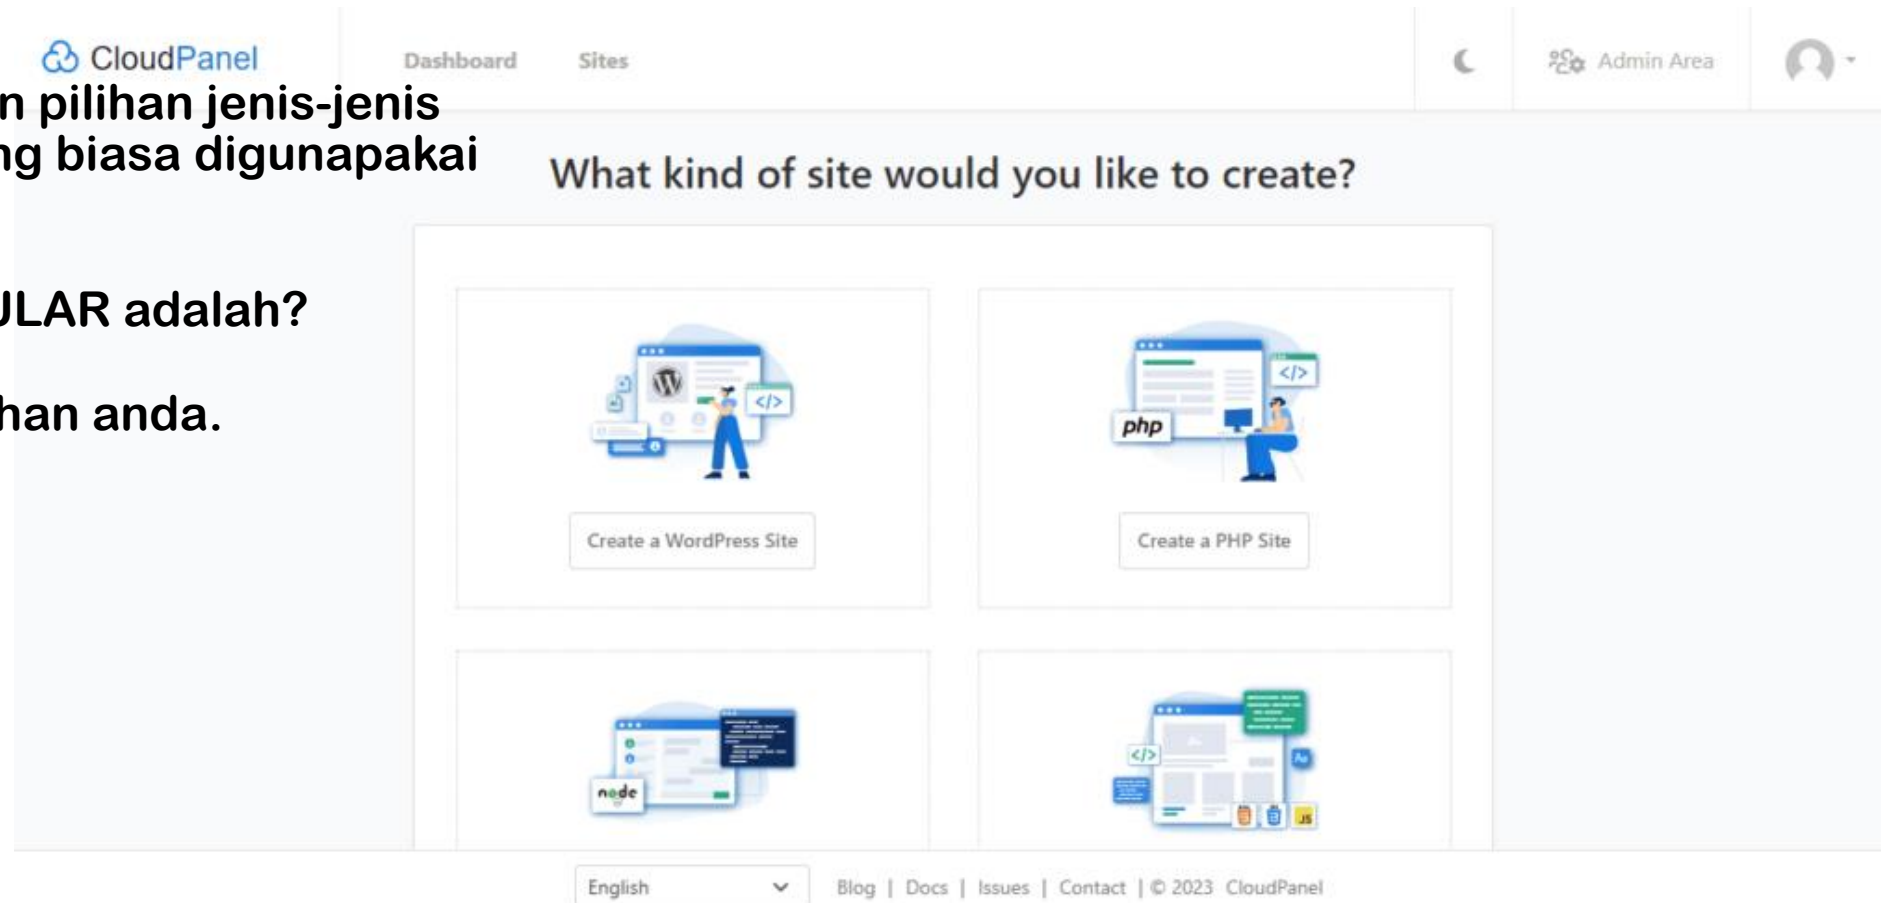 CloudPanel
Dashboard Sites Admin Area
n pilihan jenis-jenis
ng biasa digunapakai
What kind of site would you like to create?
ULAR adalah?
han anda.
W </>
Create a WordPress Site
</>
php
Create a PHP Site
node
</>
JS
English Blog | Docs | Issues | Contact | © 2023 CloudPanel